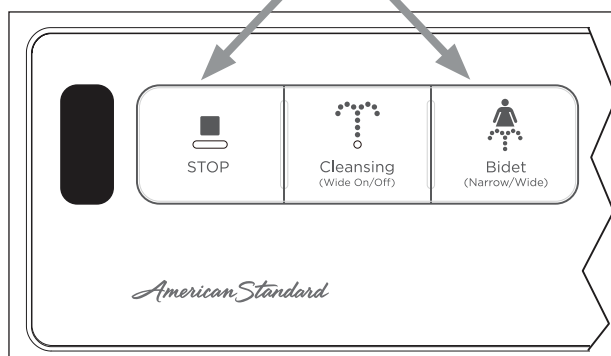 STOP
Cleansing
(Wide On/Off)
Bidet
(Narrow/Wide)
American Standard